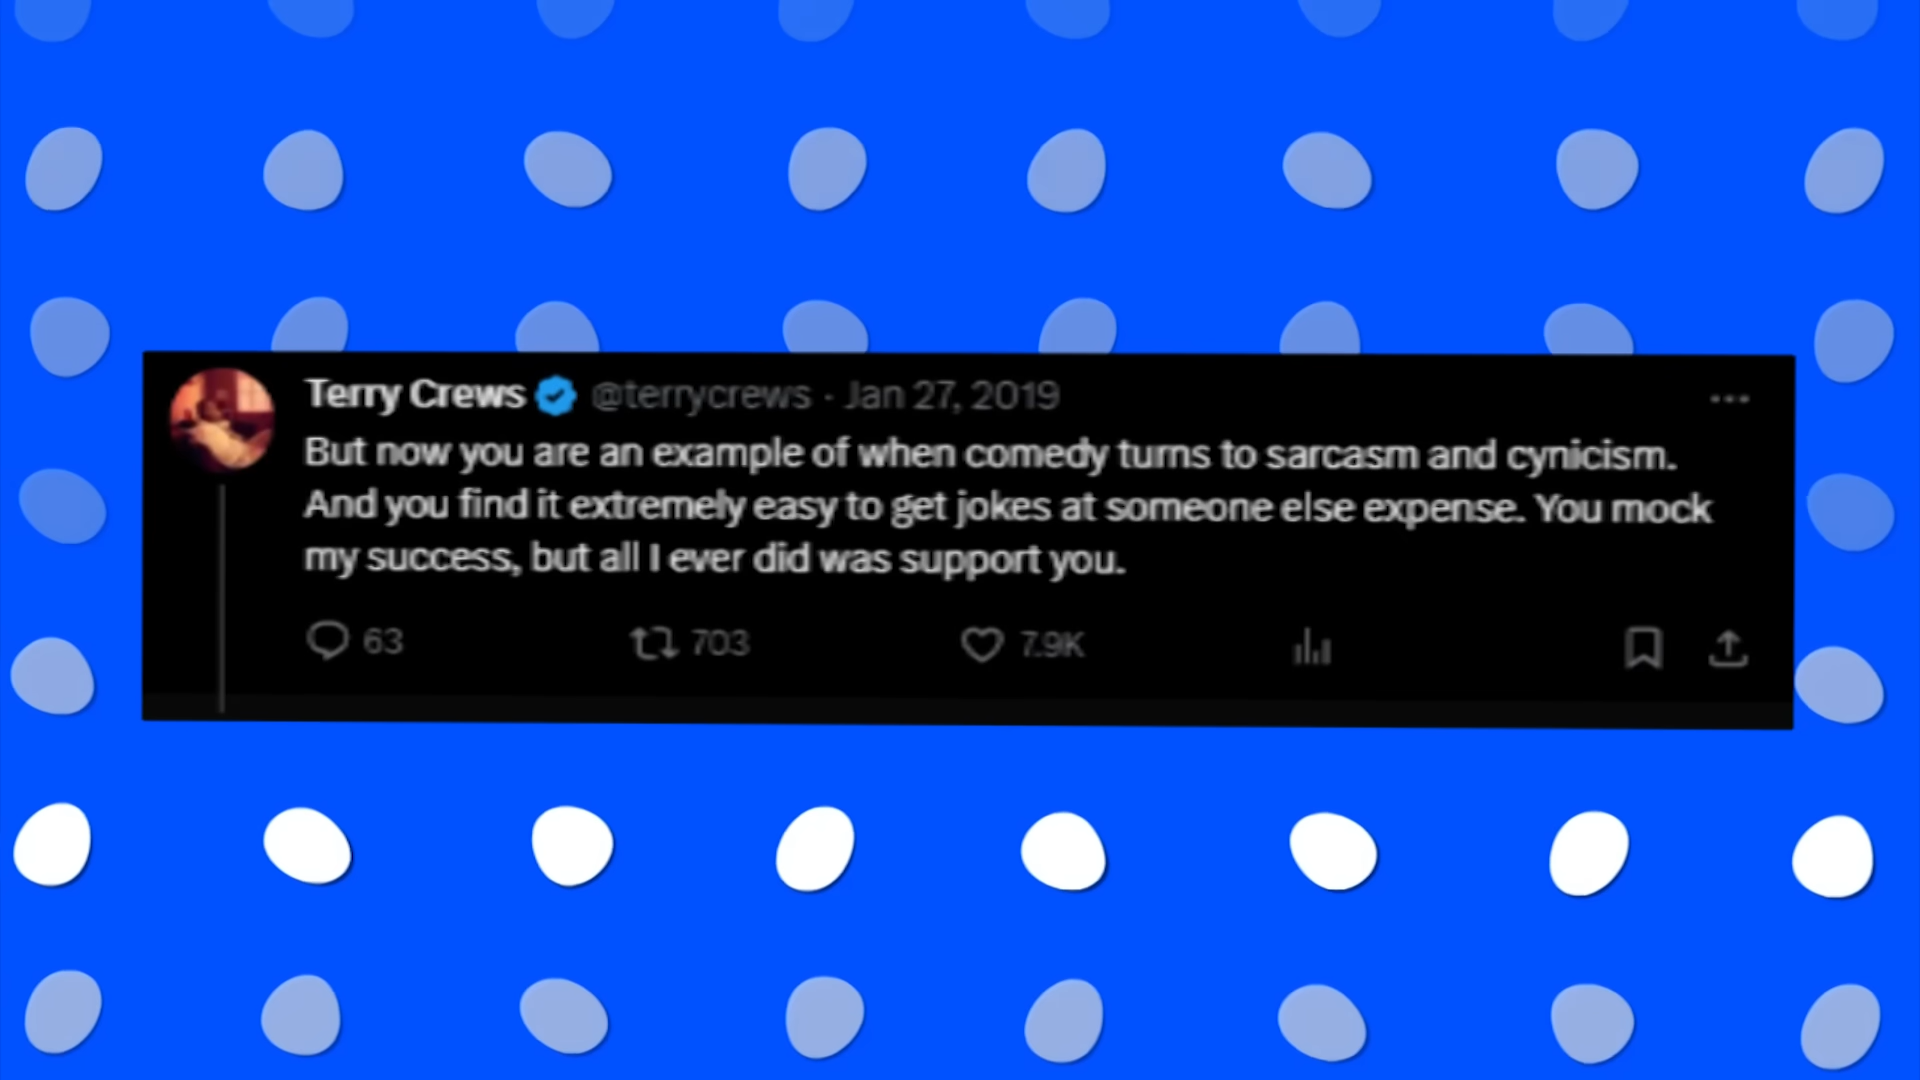 Terry Crews @terrycrews · Jan 27, 2019
But now you are an example of when comedy turns to sarcasm and cynicism.
And you find it extremely easy to get jokes at someone else expense. You mock
my success, but all I ever did was support you.
63 703 7.9K